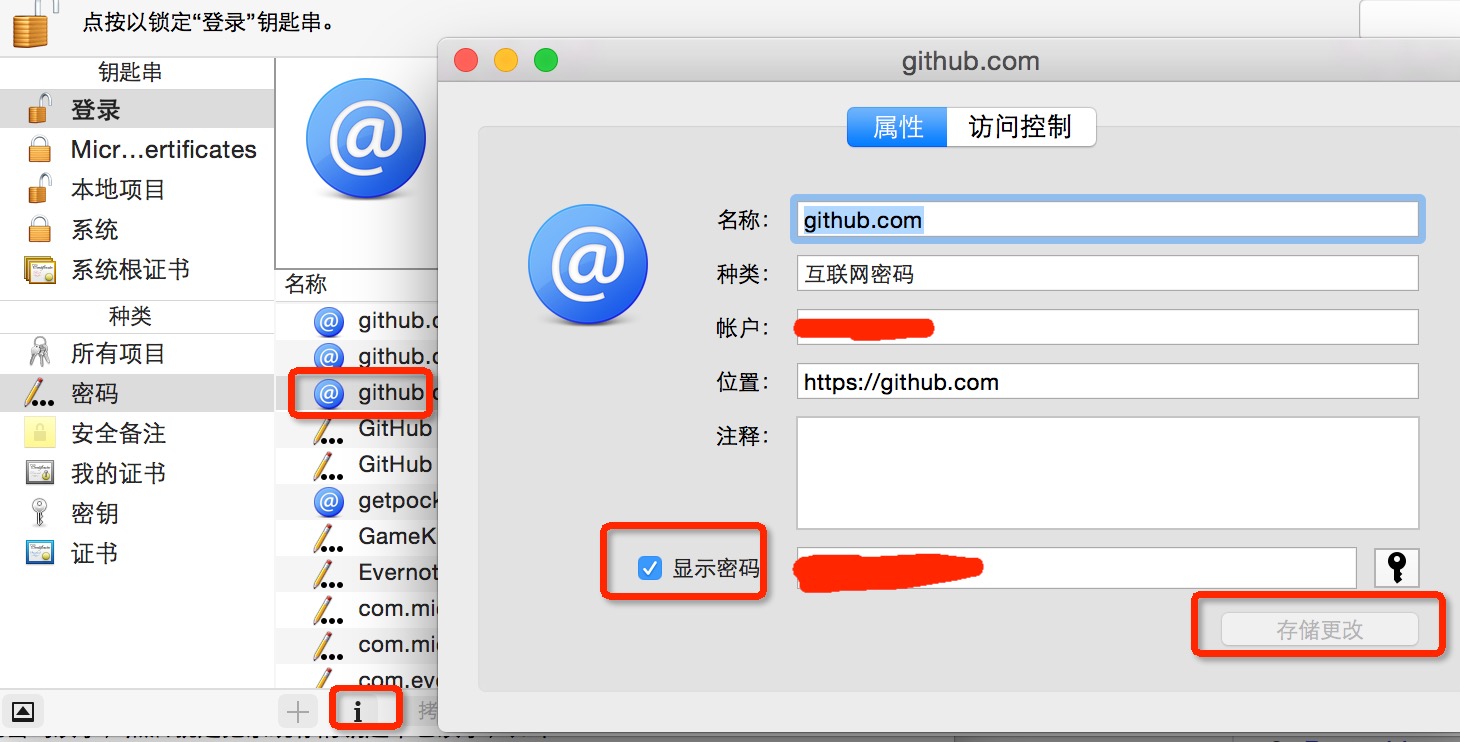 点按以锁定“登录”钥匙串。
钥匙串
登录
Micr...ertificates
本地项目
系统
系统根证书
种类
所有项目
密码
安全备注
我的证书
密钥
证书
名称
github.
github.
github.
GitHub
GitHub
getpock
GameK
Evernot
com.mi
com.mi
com.eve
拷
github.com
属性
访问控制
名称：
github.com
种类：
互联网密码
帐户：
位置：
https://github.com
注释：
显示密码
存储更改